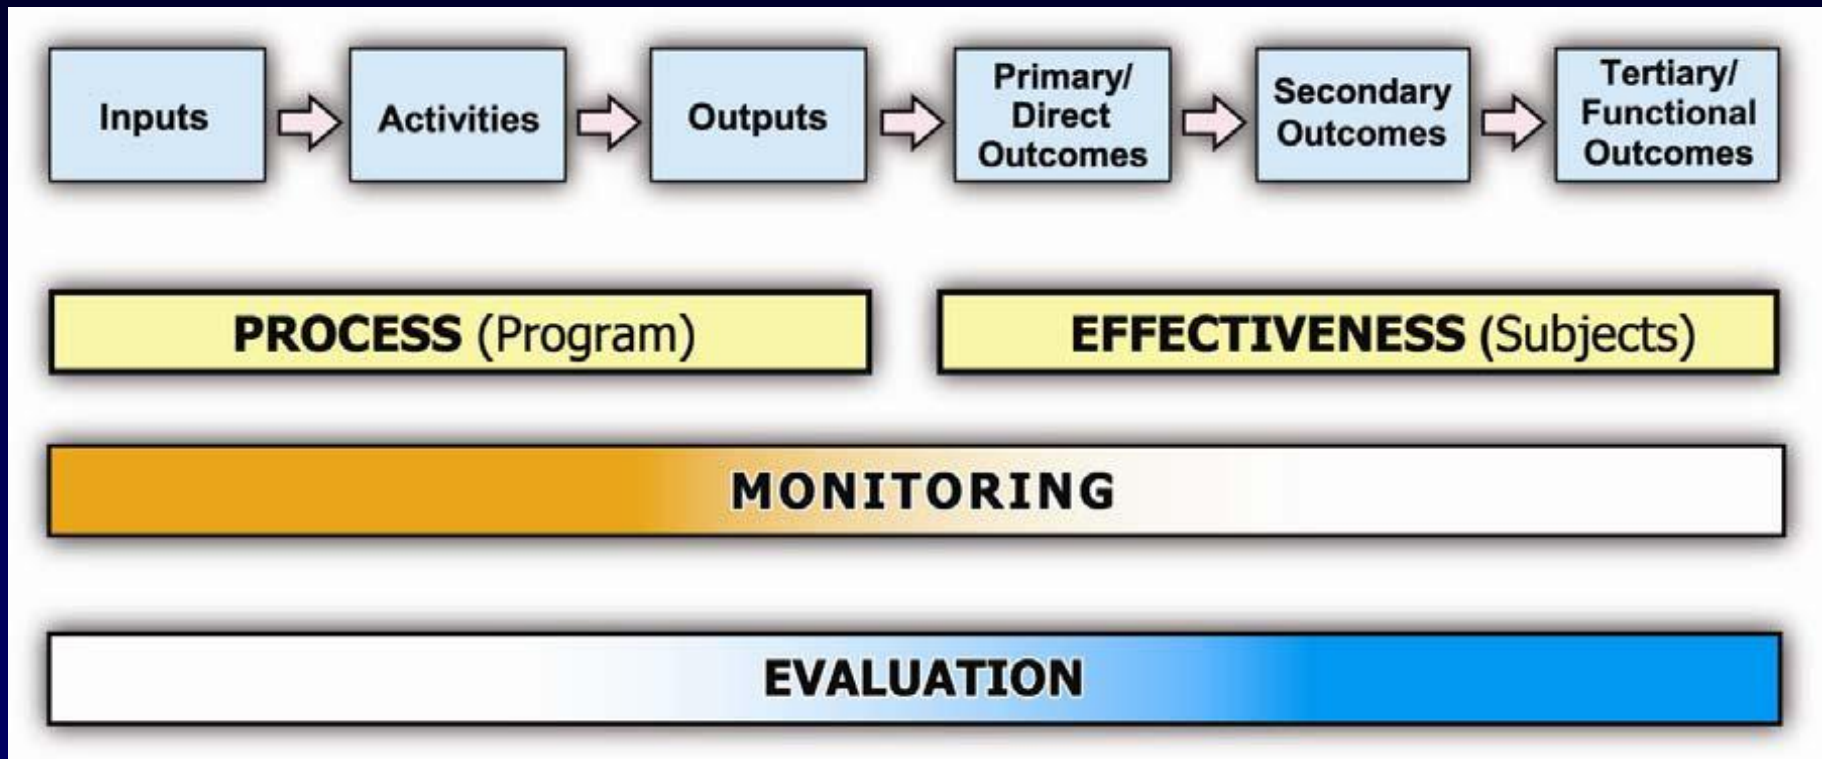 Inputs
Activities
Outputs
Primary/
Direct
Outcomes
Secondary
Outcomes
Tertiary/
Functional
Outcomes
PROCESS (Program)
EFFECTIVENESS (Subjects)
MONITORING
EVALUATION